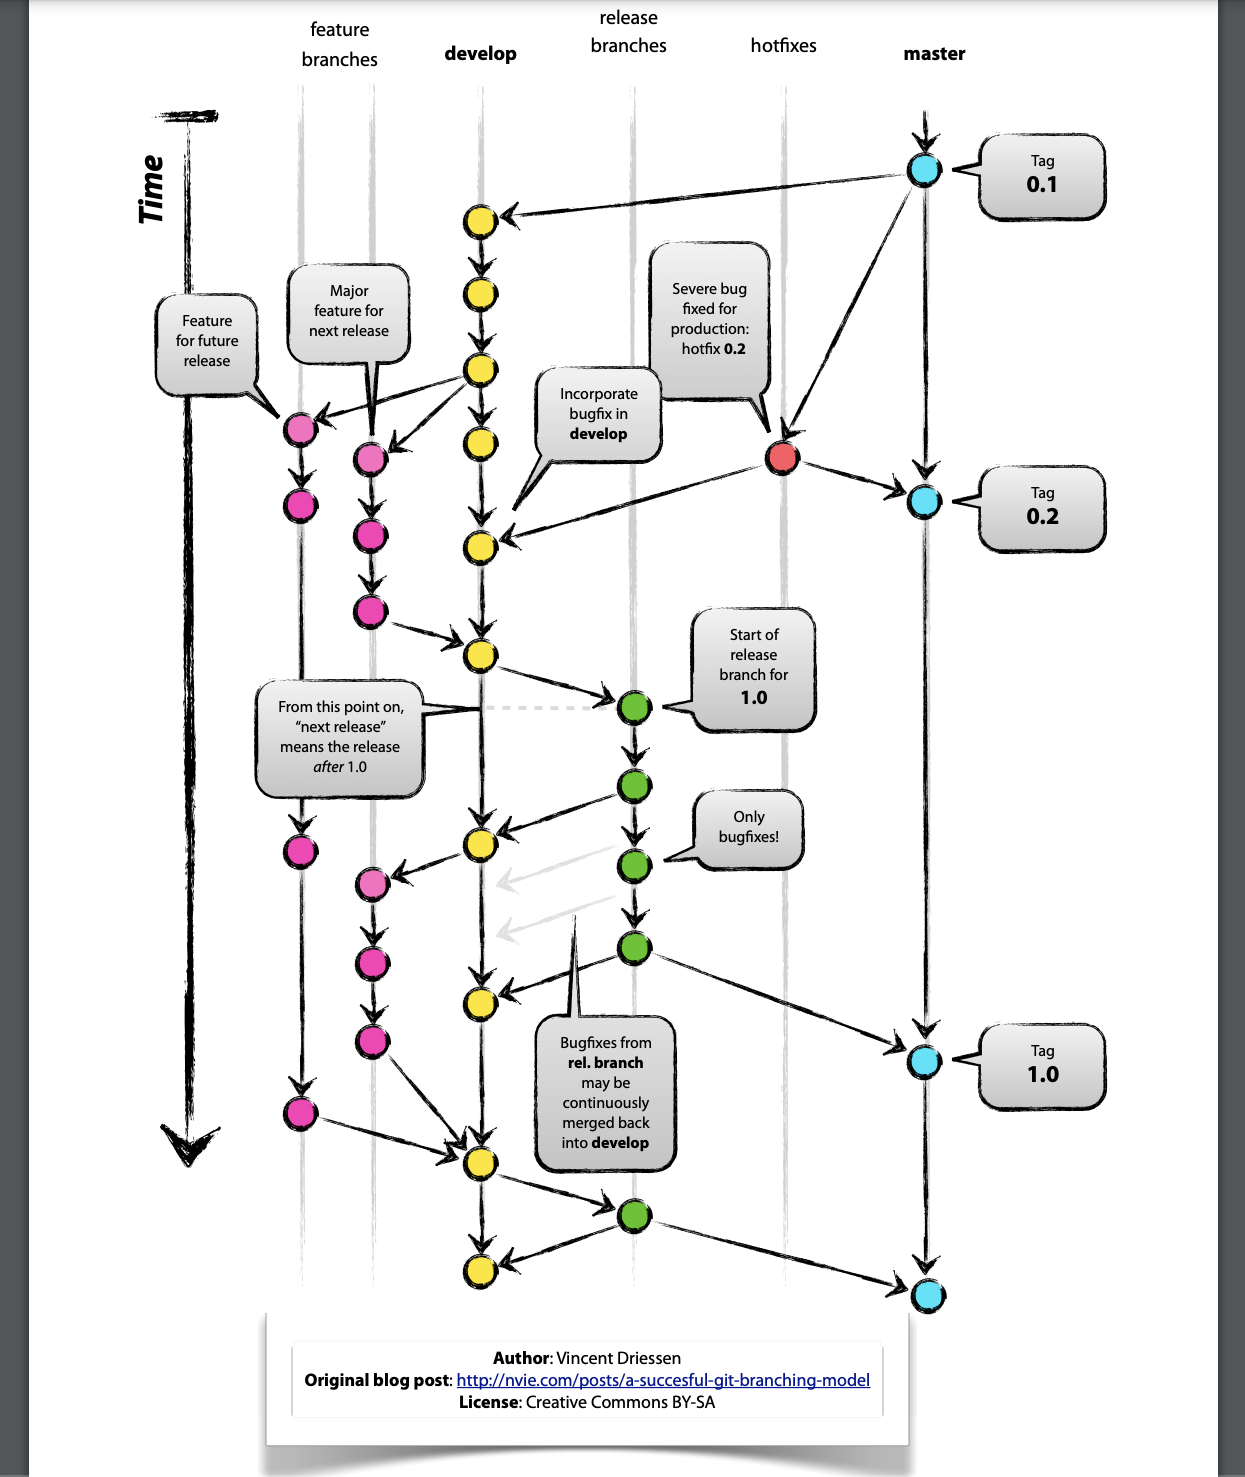 feature
branches
develop
release
branches
hotfixes
master
Time
Tag
0.1
Feature
for future
release
Major
feature for
next release
Severe bug
fixed for
production:
hotfix 0.2
Incorporate
bugfix in
develop
Tag
0.2
Start of
release
branch for
1.0
From this point on,
“next release”
means the release
after 1.0
Only
bugfixes!
Bugfixes from
rel. branch
may be
continuously
merged back
into develop
Tag
1.0
Author: Vincent Driessen
Original blog post: http://nvie.com/posts/a-succesful-git-branching-model
License: Creative Commons BY-SA